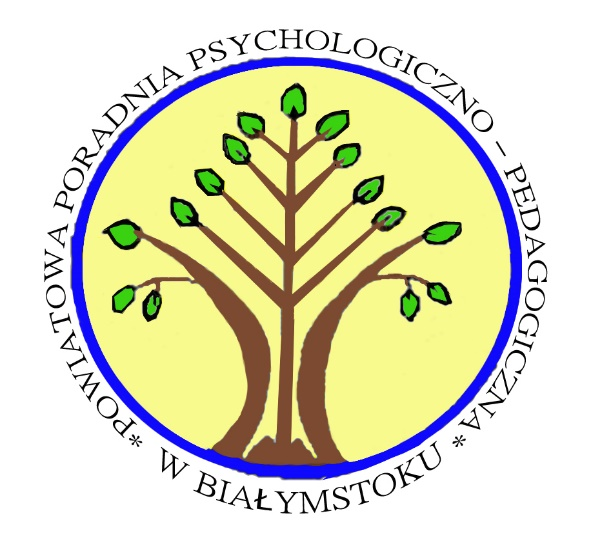 *POWIATOWA PORADNIA PSYCHOLOGICZNO – PEDAGOGICZNA *
W BIAŁYMSTOKU